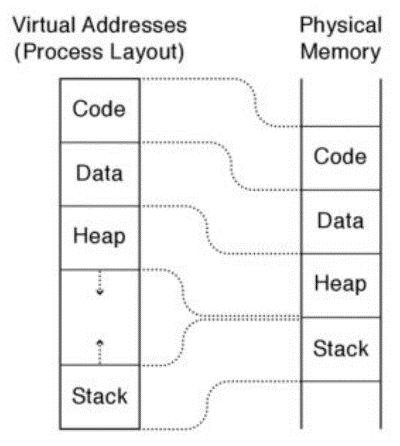 Virtual Addresses
(Process Layout)
Physical
Memory
Code
Data
Heap
Stack
Code
Data
Heap
Stack